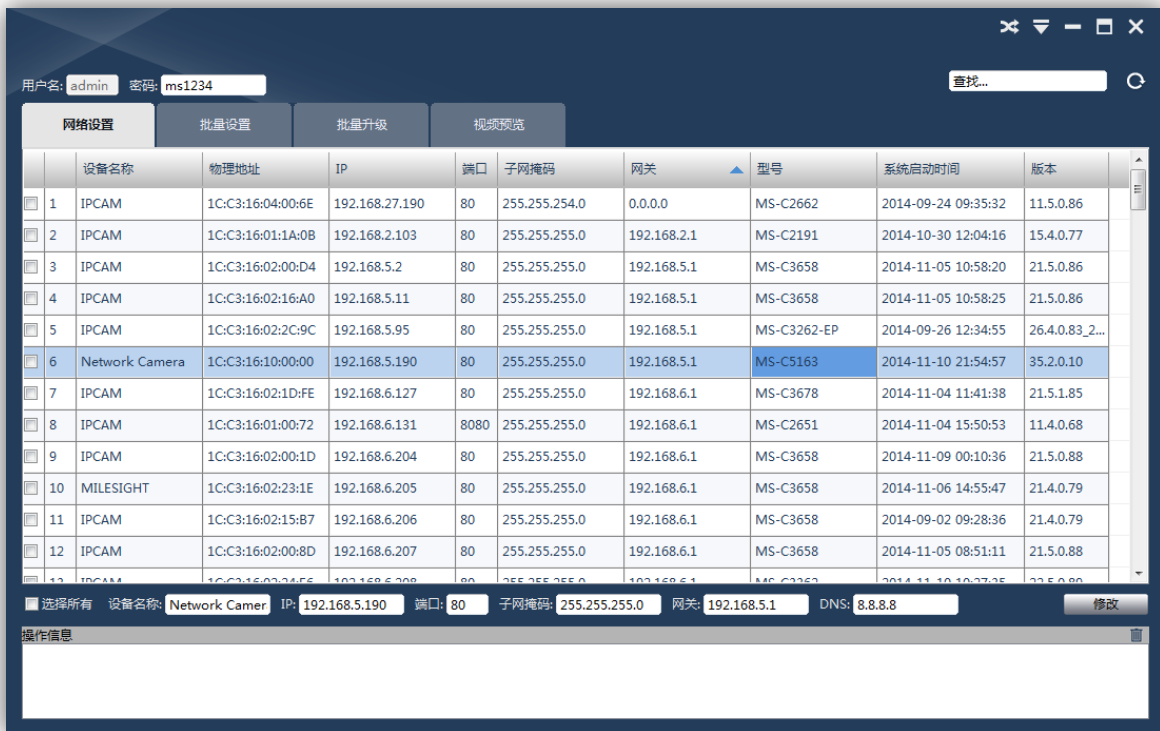 用户名: admin 密码: ms1234 查找...
网络设置 批量设置 批量升级 视频预览
设备名称 物理地址 IP 端口 子网掩码 网关 型号 系统启动时间 版本
1 IPCAM 1C:C3:16:04:00:6E 192.168.27.190 80 255.255.254.0 0.0.0.0 MS-C2662 2014-09-24 09:35:32 11.5.0.86
2 IPCAM 1C:C3:16:01:1A:0B 192.168.2.103 80 255.255.255.0 192.168.2.1 MS-C2191 2014-10-30 12:04:16 15.4.0.77
3 IPCAM 1C:C3:16:02:00:D4 192.168.5.2 80 255.255.255.0 192.168.5.1 MS-C3658 2014-11-05 10:58:20 21.5.0.86
4 IPCAM 1C:C3:16:02:16:A0 192.168.5.11 80 255.255.255.0 192.168.5.1 MS-C3658 2014-11-05 10:58:25 21.5.0.86
5 IPCAM 1C:C3:16:02:2C:9C 192.168.5.95 80 255.255.255.0 192.168.5.1 MS-C3262-EP 2014-09-26 12:34:55 26.4.0.83_2...
6 Network Camera 1C:C3:16:10:00:00 192.168.5.190 80 255.255.255.0 192.168.5.1 MS-C5163 2014-11-10 21:54:57 35.2.0.10
7 IPCAM 1C:C3:16:02:1D:FE 192.168.6.127 80 255.255.255.0 192.168.6.1 MS-C3678 2014-11-04 11:41:38 21.5.1.85
8 IPCAM 1C:C3:16:01:00:72 192.168.6.131 8080 255.255.255.0 192.168.6.1 MS-C2651 2014-11-04 15:50:53 11.4.0.68
9 IPCAM 1C:C3:16:02:00:1D 192.168.6.204 80 255.255.255.0 192.168.6.1 MS-C3658 2014-11-09 00:10:36 21.5.0.88
10 MILESIGHT 1C:C3:16:02:23:1E 192.168.6.205 80 255.255.255.0 192.168.6.1 MS-C3658 2014-11-06 14:55:47 21.4.0.79
11 IPCAM 1C:C3:16:02:15:B7 192.168.6.206 80 255.255.255.0 192.168.6.1 MS-C3658 2014-09-02 09:28:36 21.4.0.79
12 IPCAM 1C:C3:16:02:00:8D 192.168.6.207 80 255.255.255.0 192.168.6.1 MS-C3658 2014-11-05 08:51:11 21.5.0.88
选择所有 设备名称: Network Camer IP: 192.168.5.190 端口: 80 子网掩码: 255.255.255.0 网关: 192.168.5.1 DNS: 8.8.8.8 修改
操作信息